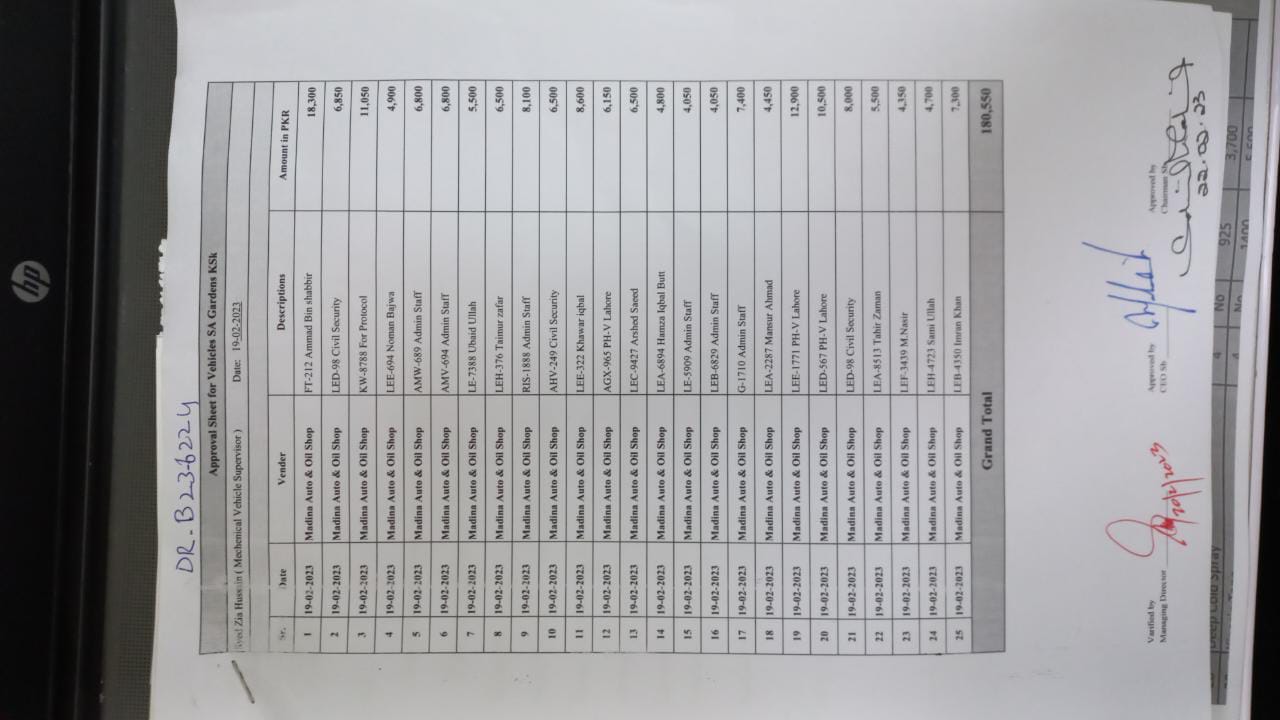 hp
DR-B236224
Approval Sheet for Vehicles SA Gardens KSk
Syed Zia Hussain ( Mechenical Vehicle Supervisor ) Date: 19-02-2023
Sr. Date Vender Descriptions Amount in PKR
1 19-02-2023 Madina Auto & Oil Shop FT-212 Ammad Bin shabbir 18,300
2 19-02-2023 Madina Auto & Oil Shop LED-98 Civil Security 6,850
3 19-02-2023 Madina Auto & Oil Shop KW-8788 For Protocol 11,050
4 19-02-2023 Madina Auto & Oil Shop LEE-694 Noman Bajwa 4,900
5 19-02-2023 Madina Auto & Oil Shop AMW-689 Admin Staff 6,800
6 19-02-2023 Madina Auto & Oil Shop AMV-694 Admin Staff 6,800
7 19-02-2023 Madina Auto & Oil Shop LE-7388 Ubaid Ullah 5,500
8 19-02-2023 Madina Auto & Oil Shop LEH-376 Taimur zafar 6,500
9 19-02-2023 Madina Auto & Oil Shop RIS-1888 Admin Staff 8,100
10 19-02-2023 Madina Auto & Oil Shop AHV-249 Civil Security 6,500
11 19-02-2023 Madina Auto & Oil Shop LEE-322 Khawar iqbal 8,600
12 19-02-2023 Madina Auto & Oil Shop AGX-965 PH-V Lahore 6,150
13 19-02-2023 Madina Auto & Oil Shop LEC-9427 Arshed Saeed 6,500
14 19-02-2023 Madina Auto & Oil Shop LEA-6894 Hamza Iqbal Butt 4,800
15 19-02-2023 Madina Auto & Oil Shop LE-5909 Admin Staff 4,050
16 19-02-2023 Madina Auto & Oil Shop LEB-6829 Admin Staff 4,050
17 19-02-2023 Madina Auto & Oil Shop G-1710 Admin Staff 7,400
18 19-02-2023 Madina Auto & Oil Shop LEA-2287 Mansur Ahmad 4,450
19 19-02-2023 Madina Auto & Oil Shop LEE-1771 PH-V Lahore 12,900
20 19-02-2023 Madina Auto & Oil Shop LED-567 PH-V Lahore 10,500
21 19-02-2023 Madina Auto & Oil Shop LED-98 Civil Security 8,000
22 19-02-2023 Madina Auto & Oil Shop LEA-8513 Tahir Zaman 5,500
23 19-02-2023 Madina Auto & Oil Shop LEF-3439 M.Nasir 4,350
24 19-02-2023 Madina Auto & Oil Shop LEH-4723 Sami Ullah 4,700
25 19-02-2023 Madina Auto & Oil Shop LEB-4350 Imran Khan 7,300
Grand Total 180,550
Varified by Approved by Approved by
Managing Director CEO Sb Chairman Sb
22.02.23
Deep Cold Spray 4 No 925 3,700
4 No 1400